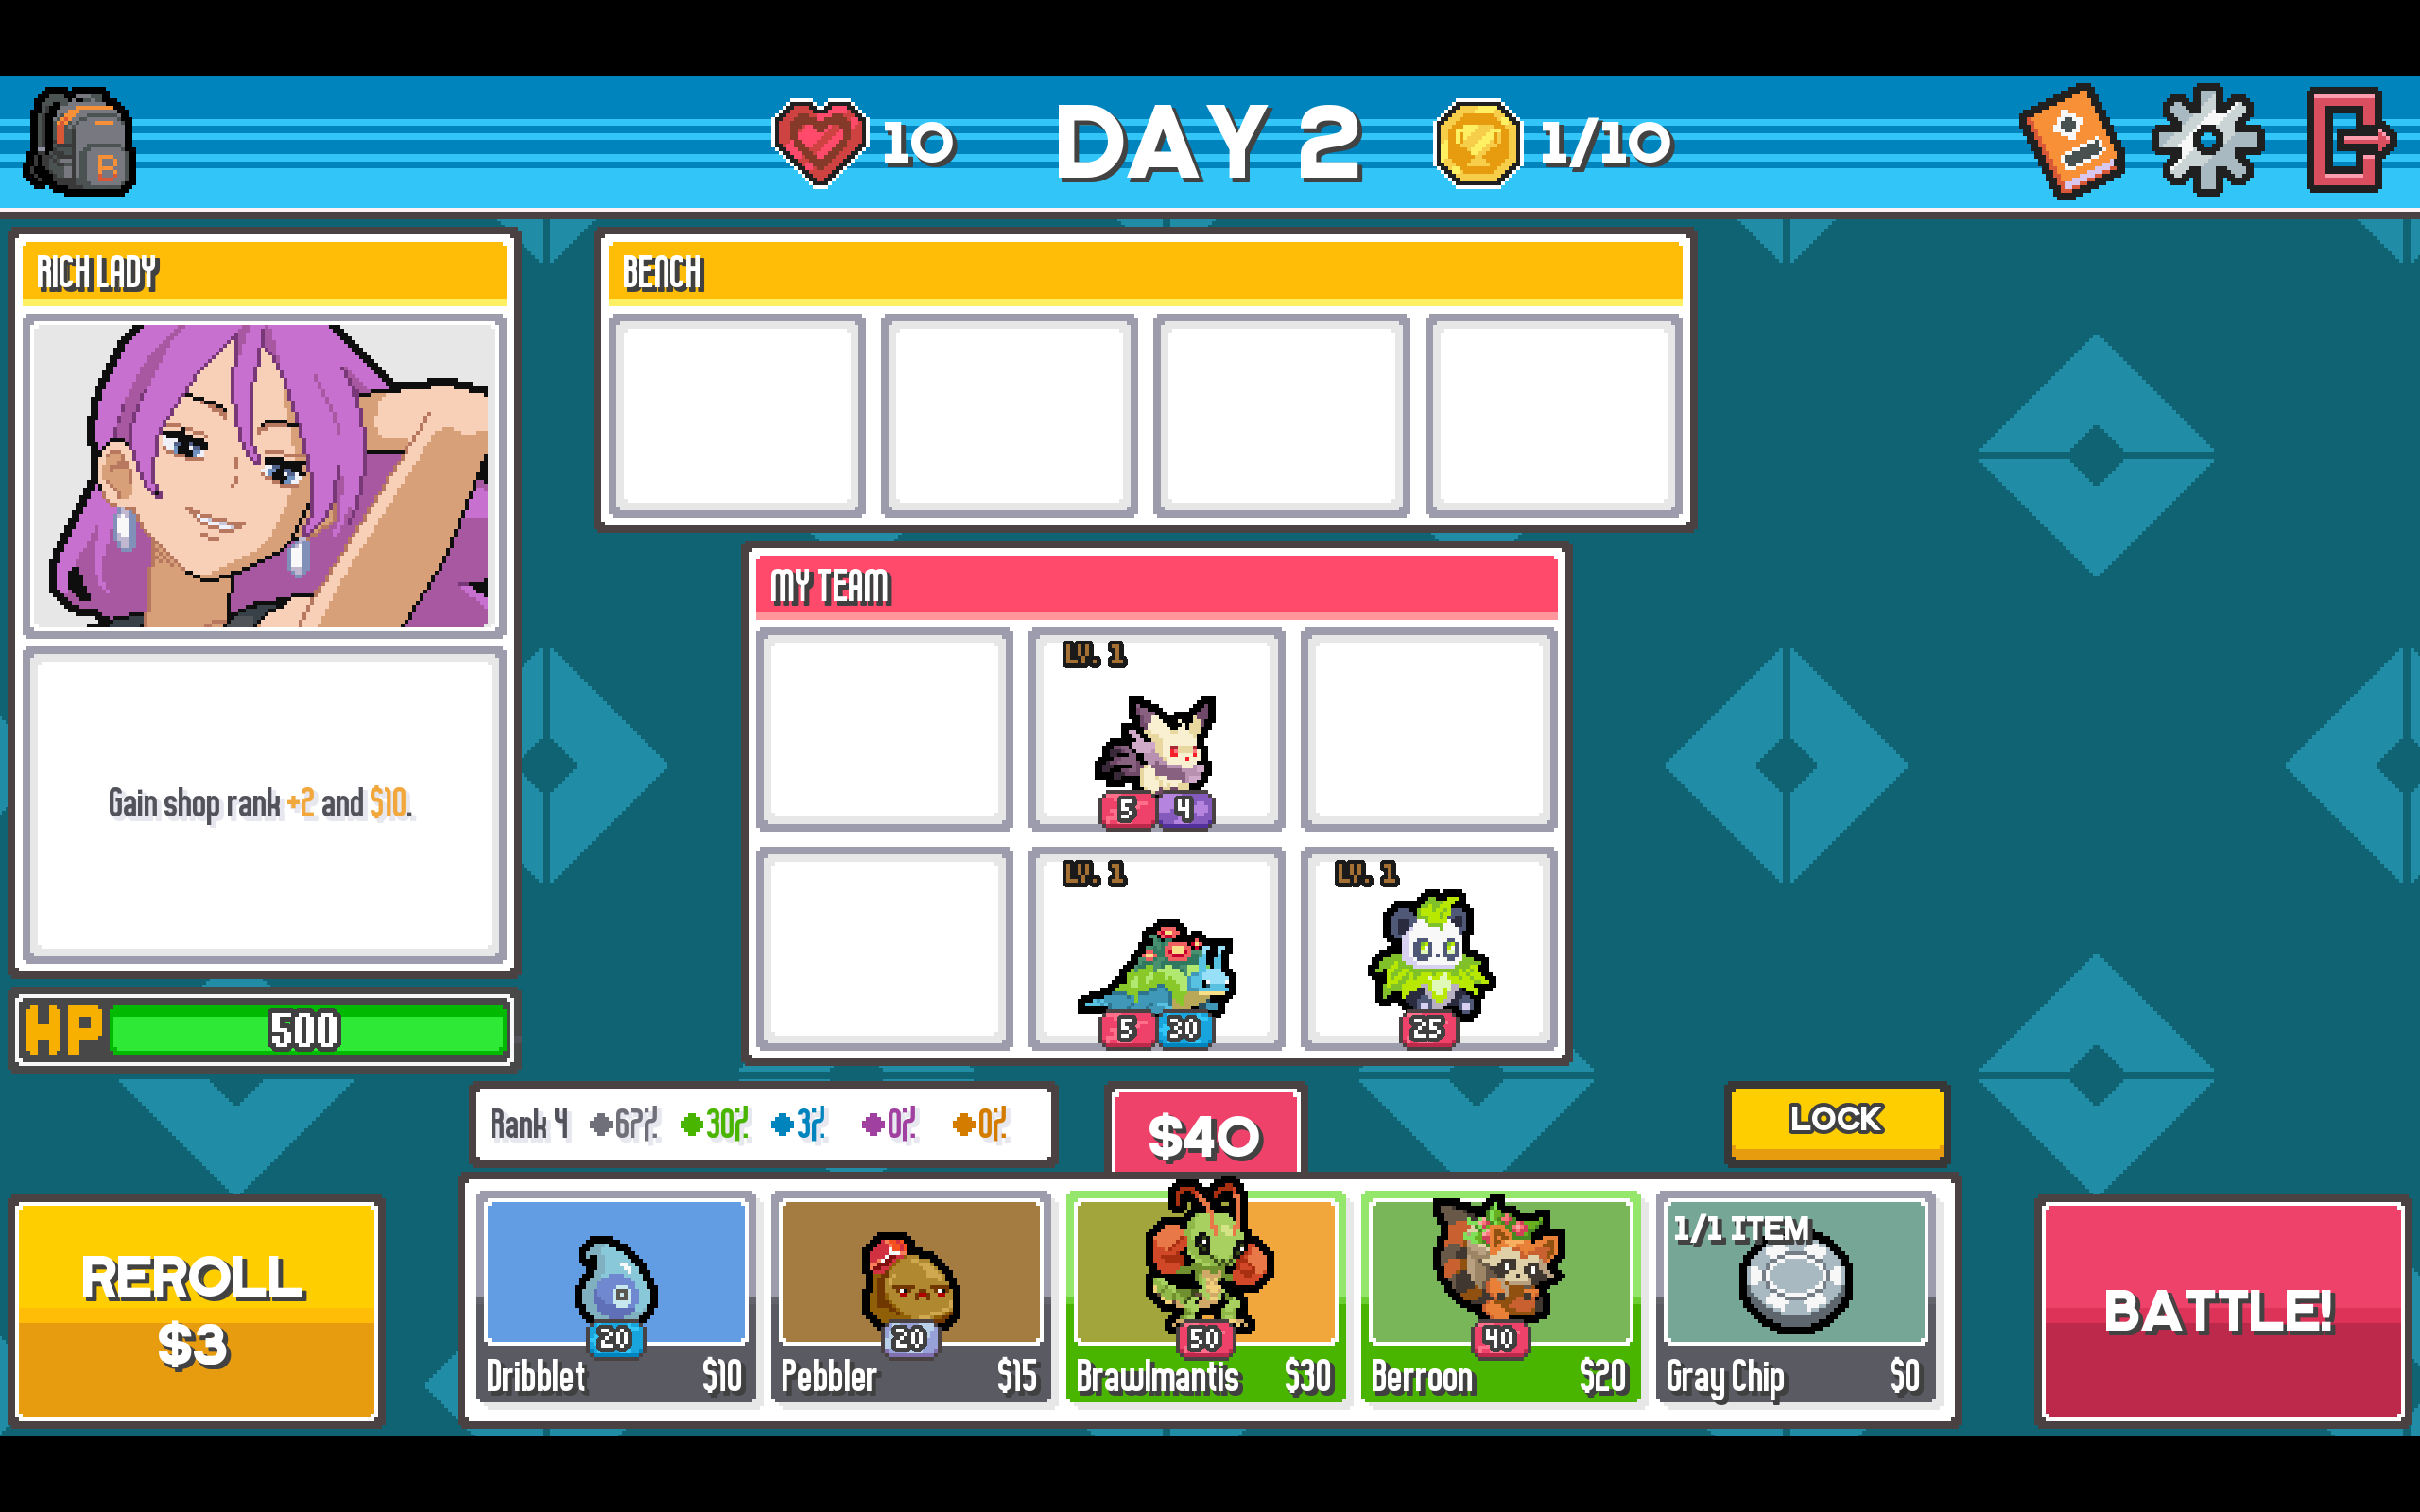 B
10
DAY 2
1/10
RICH LADY
BENCH
MY TEAM
LV. 1
5 4
Gain shop rank +2 and $10.
LV. 1
LV. 1
5 30
25
HP 500
Rank 4 67% 30% 3% 0% 0%
$40
LOCK
REROLL
$3
20
Dribblet $10
20
Pebbler $15
50
Brawlmantis $30
40
Berroon $20
1/1 ITEM
Gray Chip $0
BATTLE!